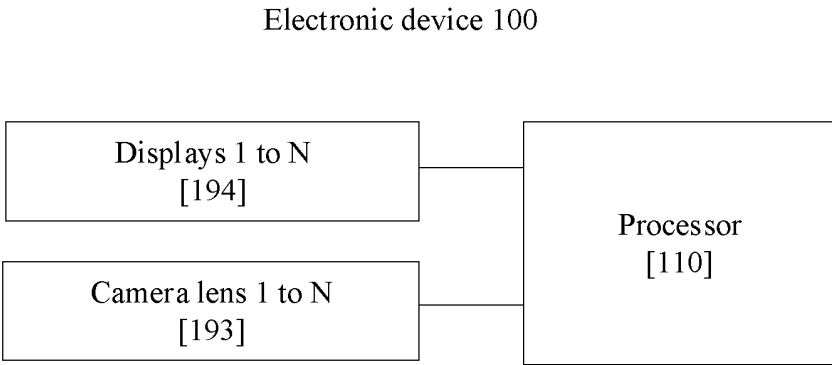 Electronic device 100
Displays 1 to N
[194]
Processor
[110]
Camera lens 1 to N
[193]